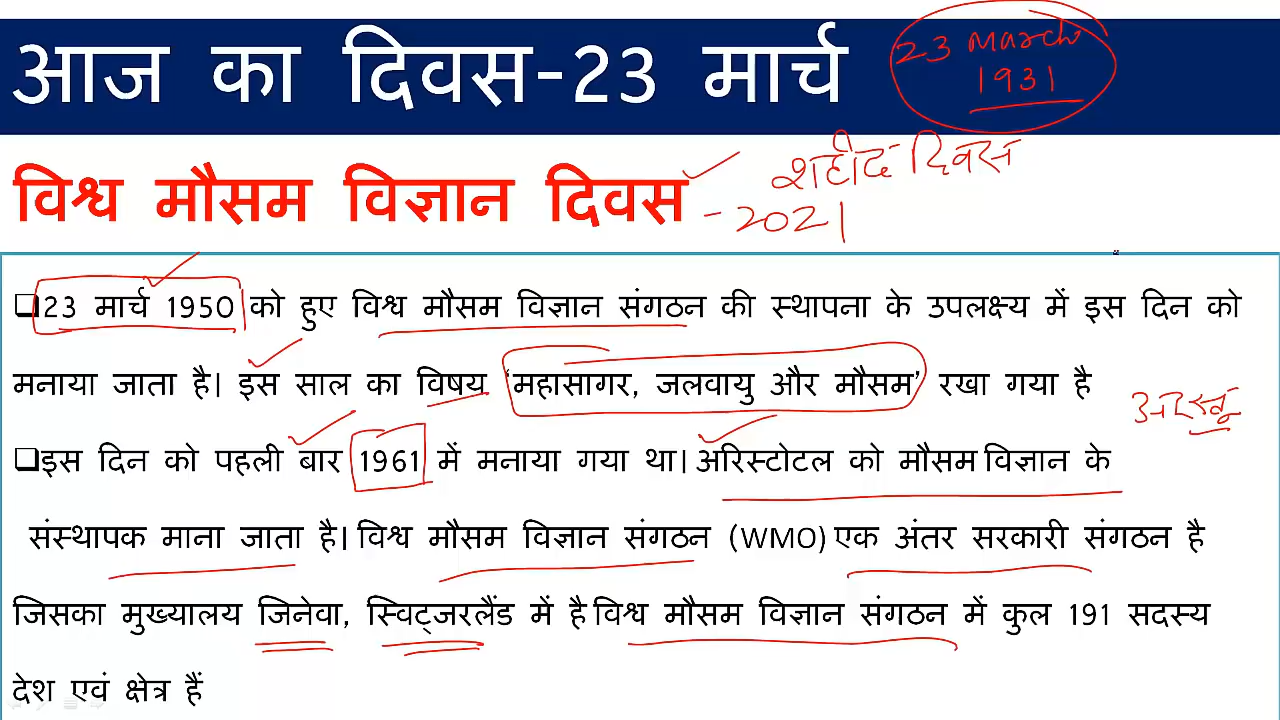 आज का दिवस-23 मार्च
23 March
1931
विश्व मौसम विज्ञान दिवस
शहीद दिवस
- 2021
❑23 मार्च 1950 को हुए विश्व मौसम विज्ञान संगठन की स्थापना के उपलक्ष्य में इस दिन को
मनाया जाता है। इस साल का विषय 'महासागर, जलवायु और मौसम' रखा गया है
अरस्तू
❑इस दिन को पहली बार 1961 में मनाया गया था। अरिस्टोटल को मौसम विज्ञान के
संस्थापक माना जाता है। विश्व मौसम विज्ञान संगठन (WMO) एक अंतर सरकारी संगठन है
जिसका मुख्यालय जिनेवा, स्विट्जरलैंड में है विश्व मौसम विज्ञान संगठन में कुल 191 सदस्य
देश एवं क्षेत्र हैं